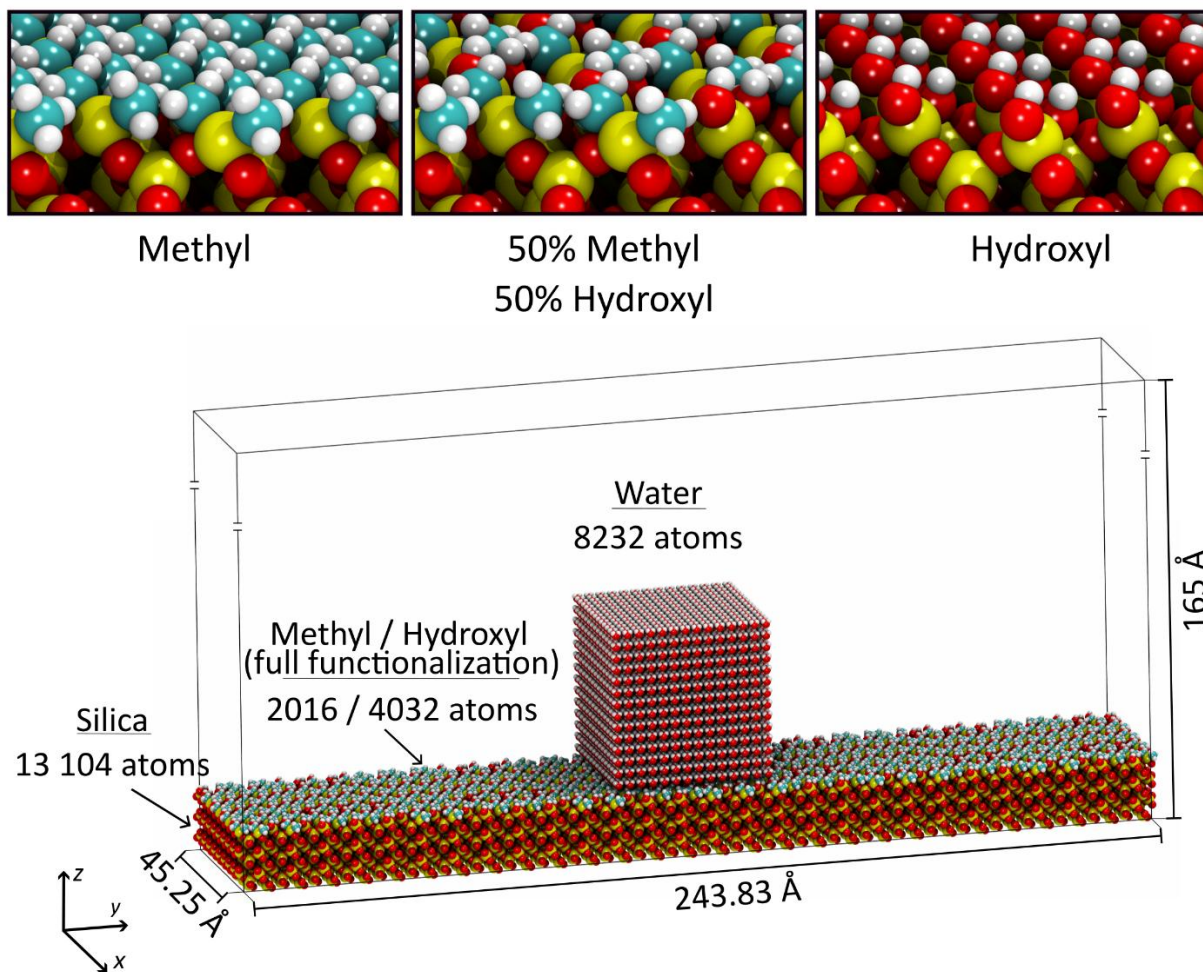 Methyl
50% Methyl
50% Hydroxyl
Hydroxyl
Water
8232 atoms
Methyl / Hydroxyl
(full functionalization)
2016 / 4032 atoms
Silica
13 104 atoms
165 Å
45.25 Å
243.83 Å
z
y
x